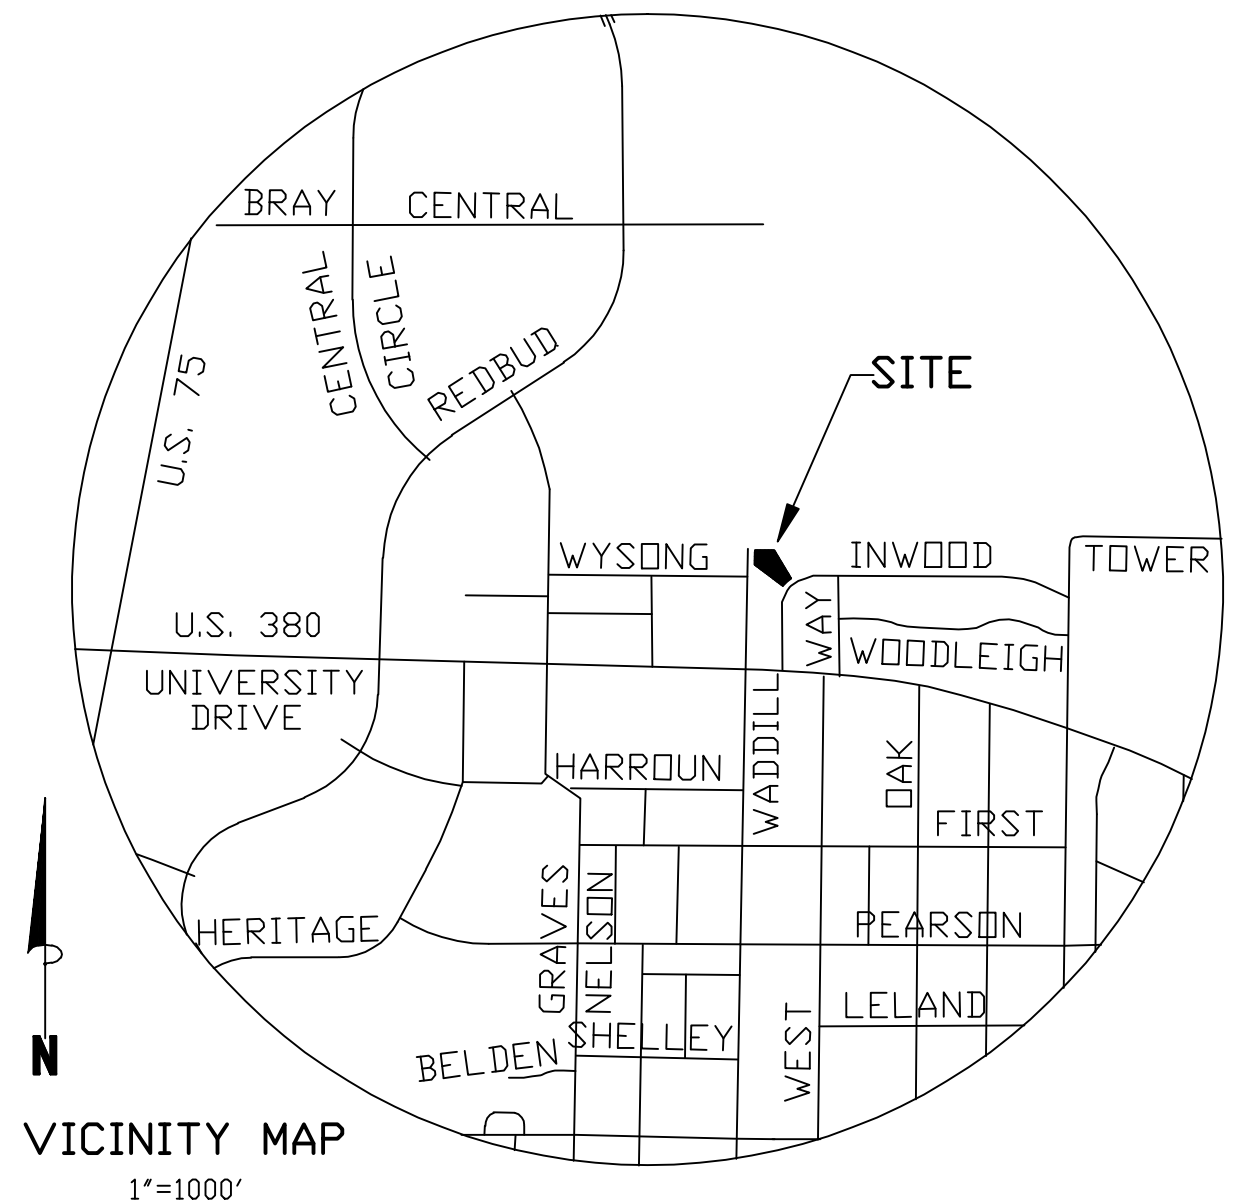 BRAY
CENTRAL
CENTRAL
CIRCLE
REDBUD
U.S. 75
SITE
WYSONG
INWOOD
TOWER
WAY
WOODLEIGH
U.S. 380
UNIVERSITY
DRIVE
HARROUN
WADDILL
OAK
FIRST
GRAVES
NELSON
HERITAGE
PEARSON
LELAND
WEST
SHELLEY
BELDEN
N
VICINITY MAP
1"=1000'